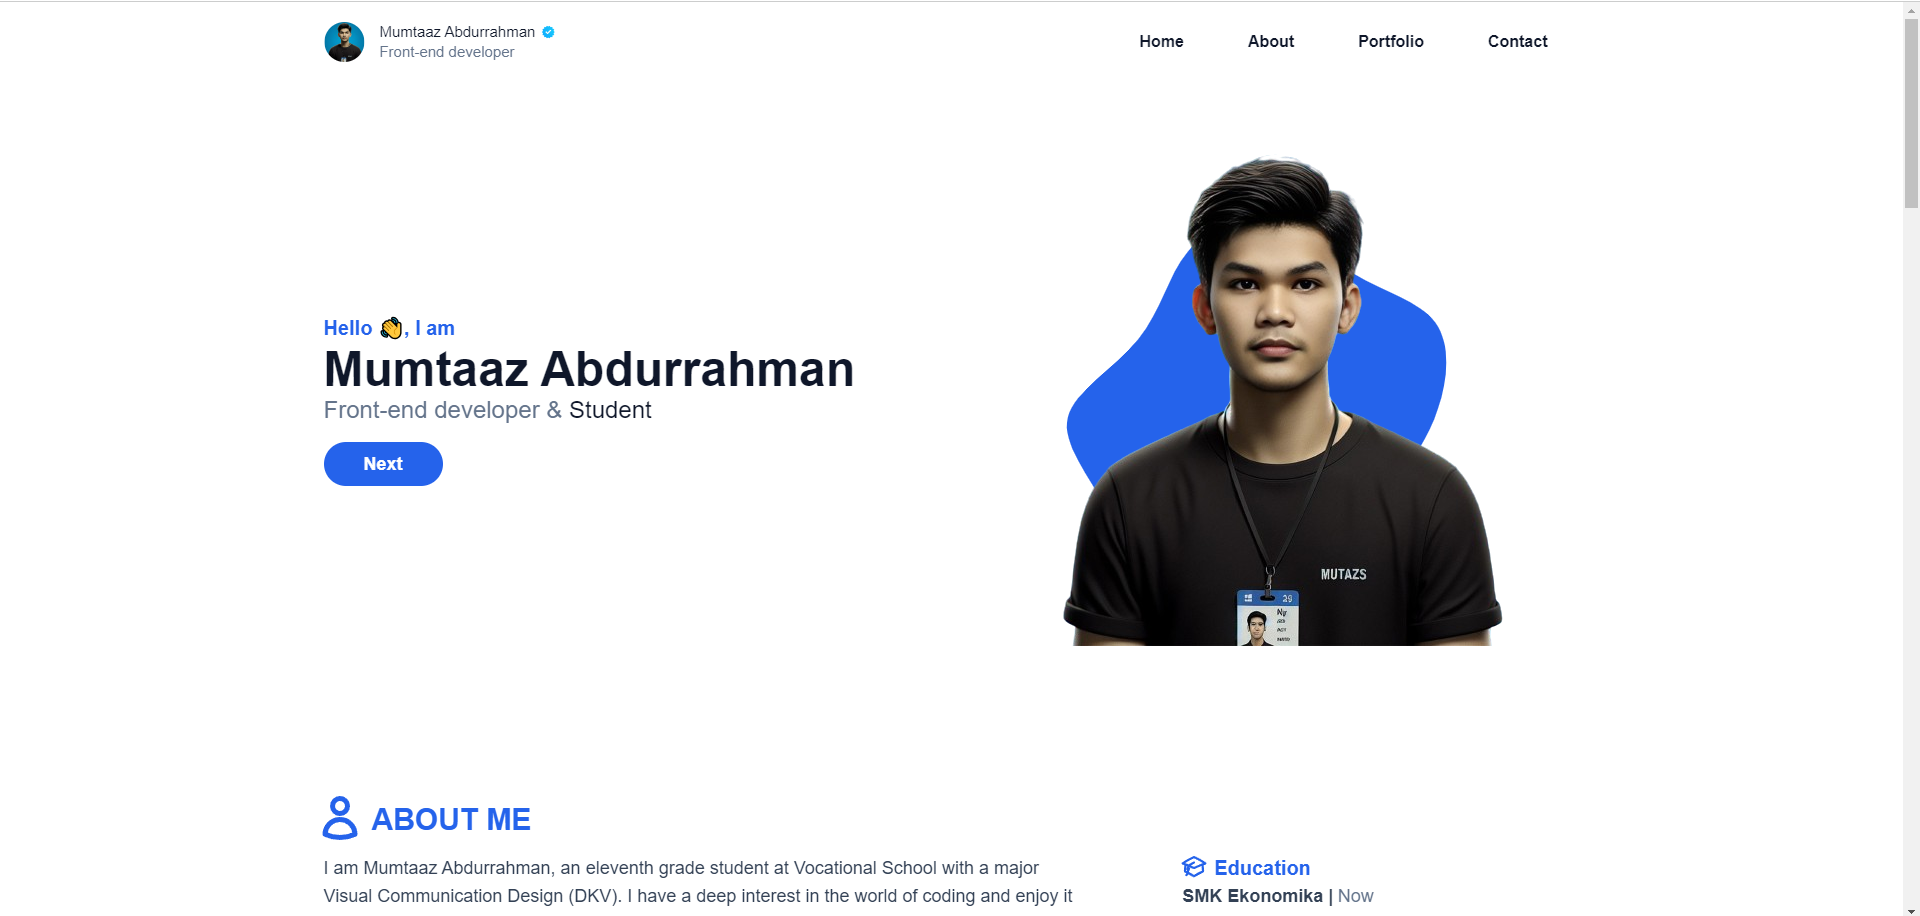 Mumtaaz Abdurrahman
Front-end developer
Home
About
Portfolio
Contact
Hello 👏, I am
Mumtaaz Abdurrahman
Front-end developer & Student
Next
MUTAZS
ABOUT ME
I am Mumtaaz Abdurrahman, an eleventh grade student at Vocational School with a major
Visual Communication Design (DKV). I have a deep interest in the world of coding and enjoy it
Education
SMK Ekonomika | Now